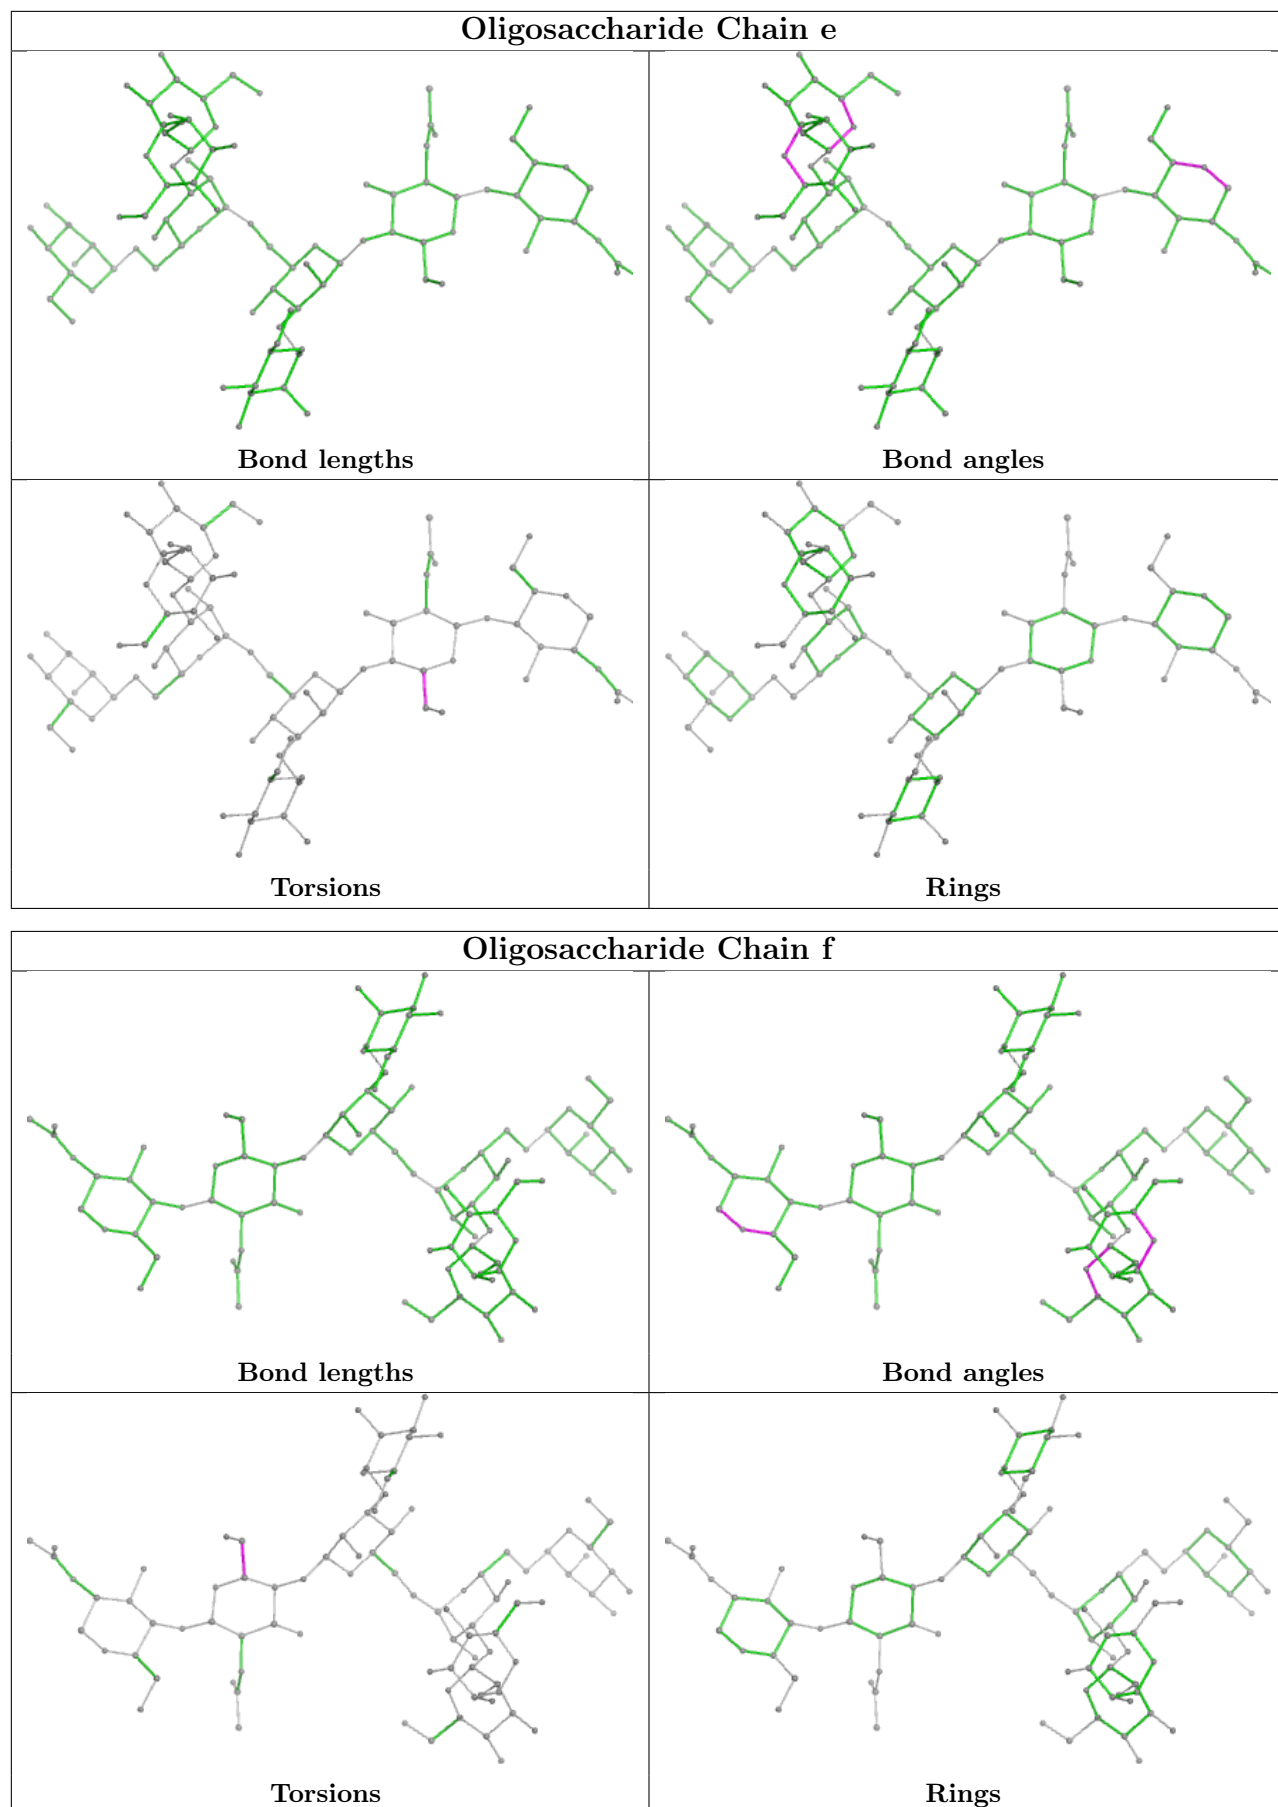 Oligosaccharide Chain e
Bond lengths
Bond angles
Torsions
Rings
Oligosaccharide Chain f
Bond lengths
Bond angles
Torsions
Rings